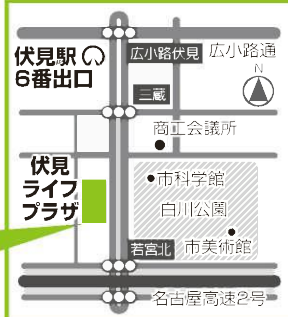 伏見駅
6番出口
広小路伏見
広小路通
N
三蔵
商工会議所
伏見
ライフ
プラザ
市科学館
白川公園
市美術館
若宮北
名古屋高速2号